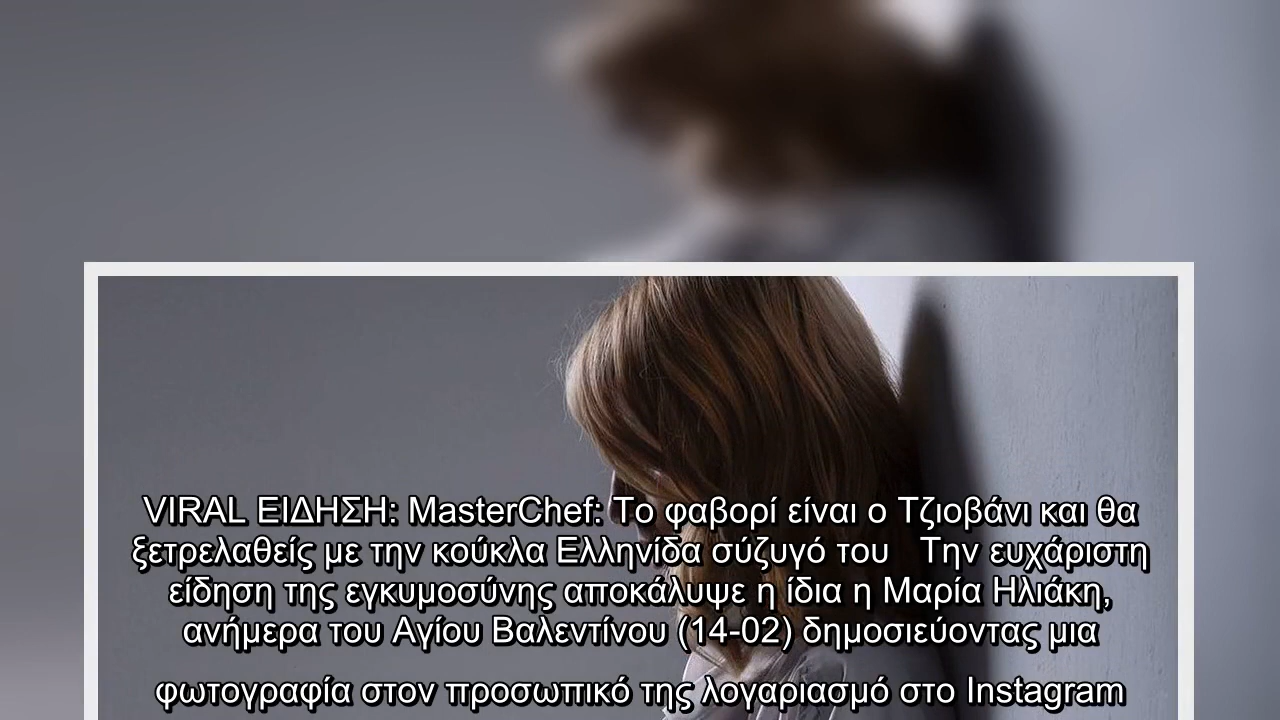 VIRAL ΕΙΔΗΣΗ: MasterChef: Το φαβορί είναι ο Τζιοβάνι και θα
ξετρελαθείς με την κούκλα Ελληνίδα σύζυγό του   Την ευχάριστη
είδηση της εγκυμοσύνης αποκάλυψε η ίδια η Μαρία Ηλιάκη,
ανήμερα του Αγίου Βαλεντίνου (14-02) δημοσιεύοντας μια
φωτογραφία στον προσωπικό της λογαριασμό στο Instagram